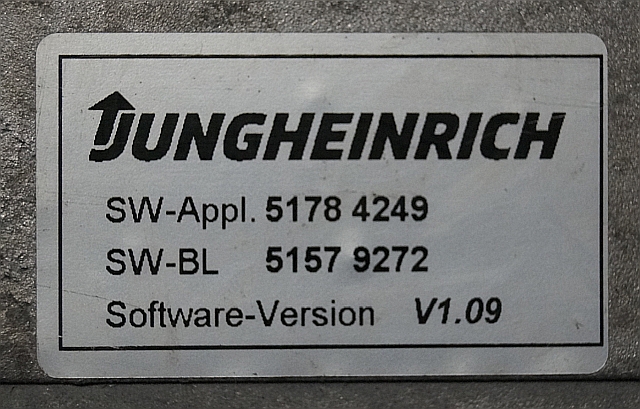 JUNGHEINRICH
SW-Appl. 5178 4249
SW-BL 5157 9272
Software-Version V1.09